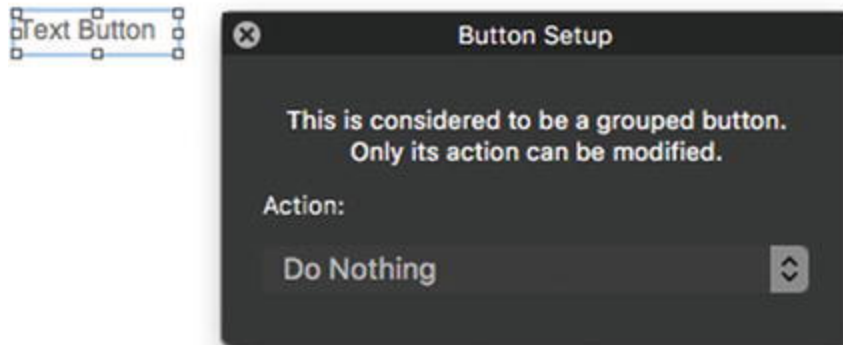 Text Button
Button Setup
This is considered to be a grouped button.
Only its action can be modified.
Action:
Do Nothing